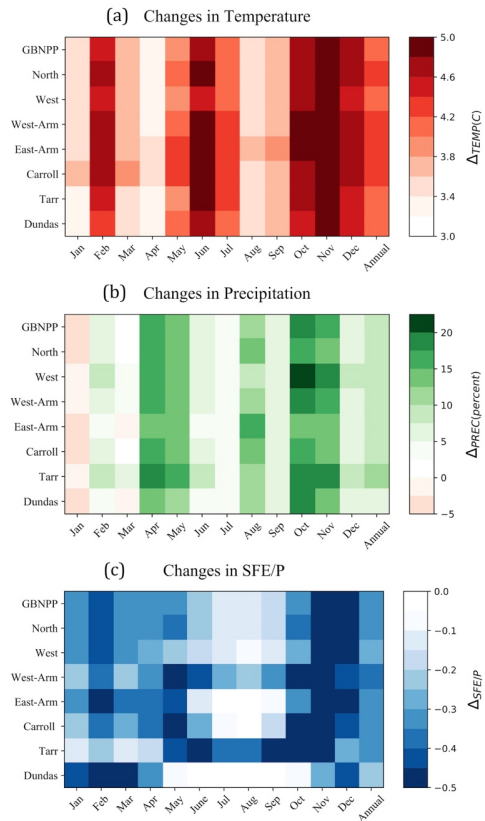 (a) Changes in Temperature
GBNPP
North
West
West-Arm
East-Arm
Carroll
Tarr
Dundas
Jan Feb Mar Apr May Jun Jul Aug Sep Oct Nov Dec Annual
5.0
4.6
4.2
3.8
3.4
3.0
ΔTEMP(C)
(b) Changes in Precipitation
GBNPP
North
West
West-Arm
East-Arm
Carroll
Tarr
Dundas
Jan Feb Mar Apr May Jun Jul Aug Sep Oct Nov Dec Annual
20
15
10
5
0
−5
ΔPREC(percent)
(c) Changes in SFE/P
GBNPP
North
West
West-Arm
East-Arm
Carroll
Tarr
Dundas
Jan Feb Mar Apr May June Jul Aug Sep Oct Nov Dec Annual
0.0
−0.1
−0.2
−0.3
−0.4
−0.5
ΔSFE/P